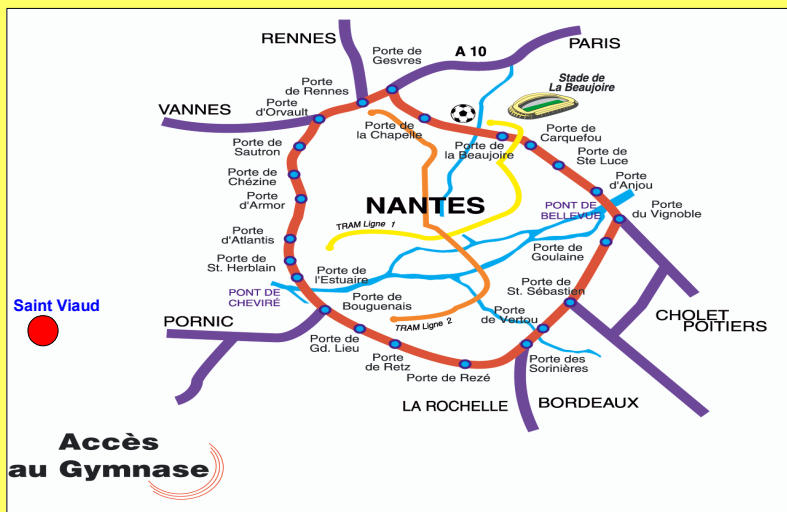 RENNES
Porte de
Gesvres
A 10
PARIS
Porte
de Rennes
Stade de
La Beaujoire
VANNES
Porte
d'Orvault
Porte de
la Chapelle
Porte de
la Beaujoire
Porte de
Carquefou
Porte de
Sautron
Porte de
Ste Luce
Porte de
Chézine
Porte
d'Anjou
Porte
d'Armor
NANTES
PONT DE
BELLEVUE
Porte
du Vignoble
TRAM Ligne 1
Porte
d'Atlantis
Porte de
Goulaine
Porte de
St. Herblain
Porte de
l'Estuaire
Porte de
St. Sébastien
PONT DE
CHEVIRÉ
Porte de
Bouguenais
Saint Viaud
PORNIC
TRAM Ligne 2
Porte
de Vertou
CHOLET
POITIERS
Porte de
Gd. Lieu
Porte
de Retz
Porte de Rezé
Porte des
Sorinières
LA ROCHELLE
BORDEAUX
Accès
au Gymnase